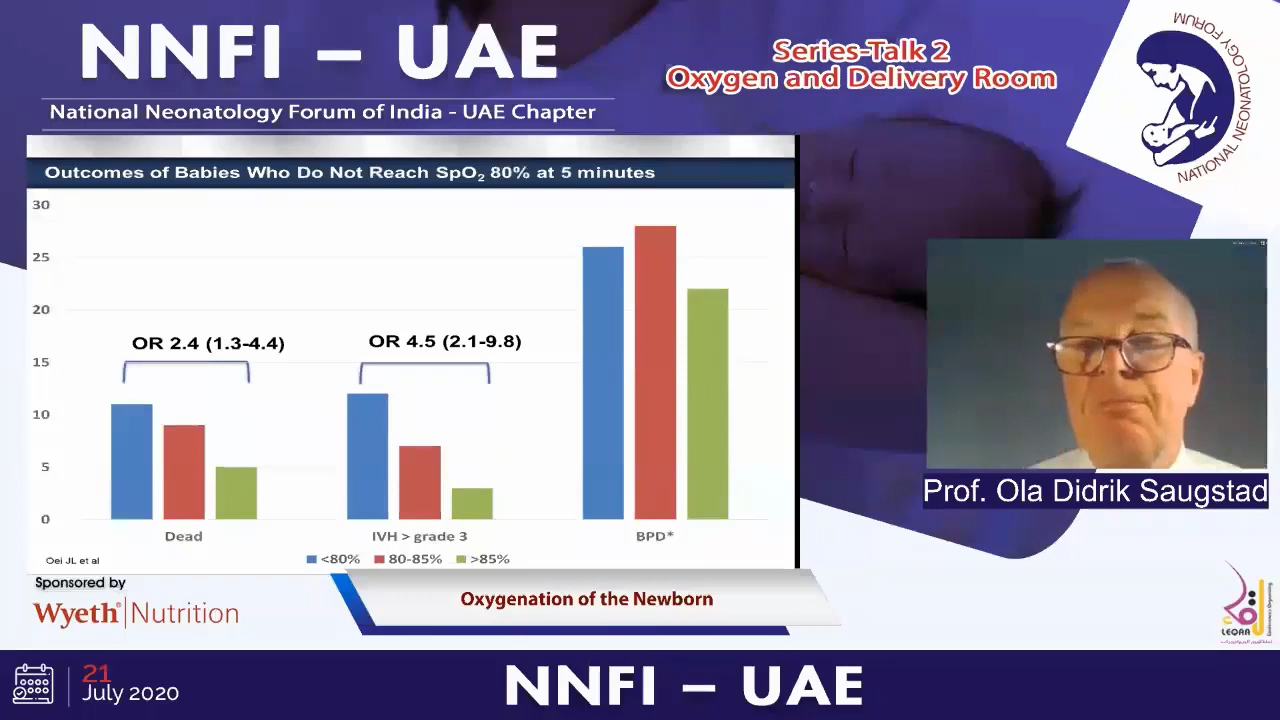 NNFI – UAE
National Neonatology Forum of India - UAE Chapter
Series-Talk 2
Oxygen and Delivery Room
NATIONAL NEONATOLOGY FORUM
Outcomes of Babies Who Do Not Reach SpO₂ 80% at 5 minutes
30
25
20
15
10
5
0
OR 2.4 (1.3-4.4)
OR 4.5 (2.1-9.8)
Dead
IVH > grade 3
BPD*
<80%
80-85%
>85%
Oei JL et al
Prof. Ola Didrik Saugstad
Sponsored by
Wyeth® | Nutrition
Oxygenation of the Newborn
LEQAA
21
July 2020
NNFI – UAE